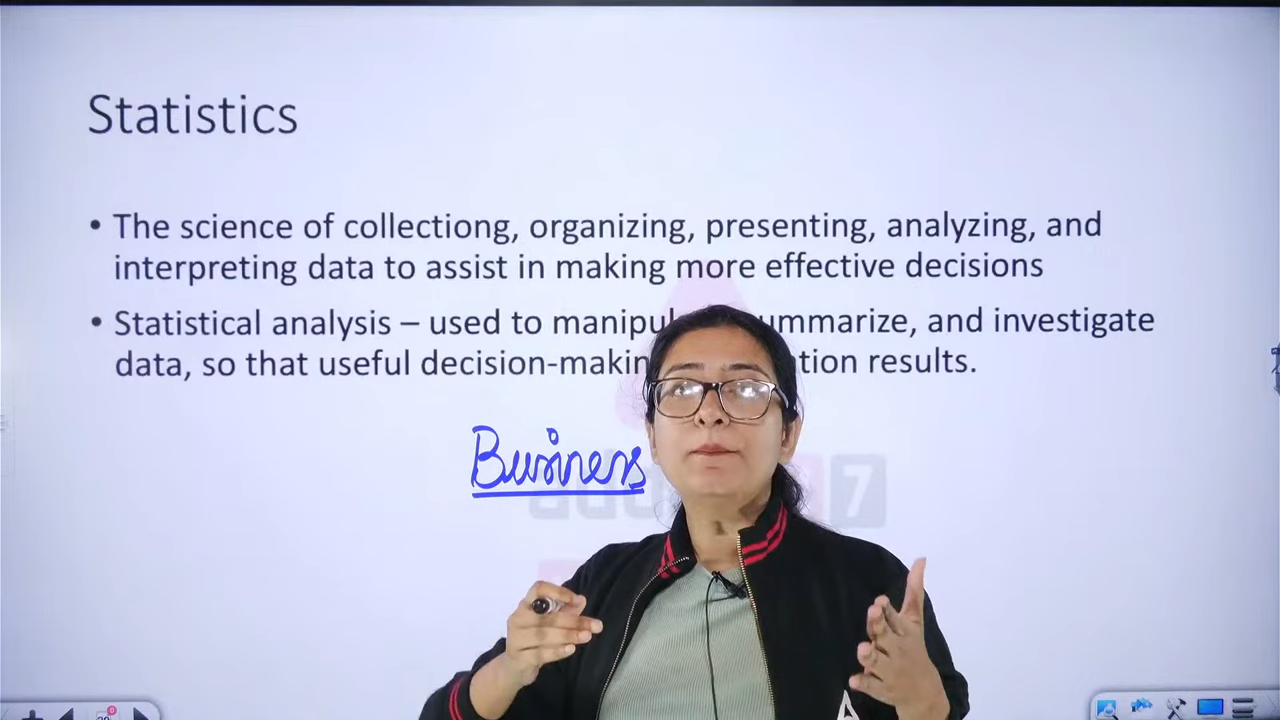 Statistics
• The science of collectiong, organizing, presenting, analyzing, and
interpreting data to assist in making more effective decisions
• Statistical analysis – used to manipul ummarize, and investigate
data, so that useful decision-makin tion results.
Business
7